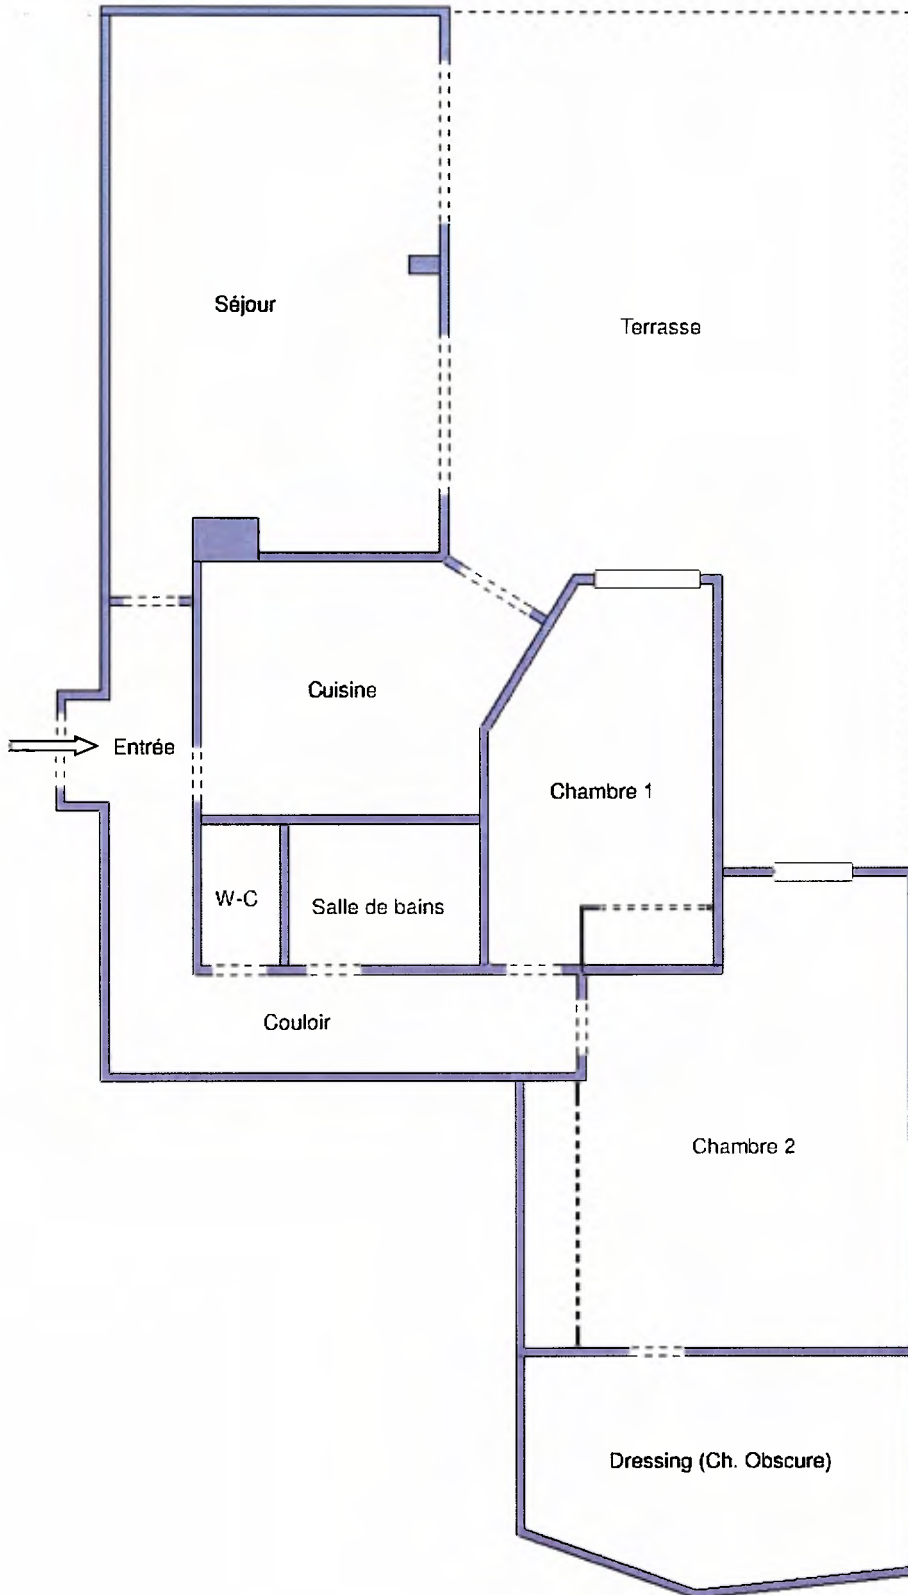 Séjour
Terrasse
Cuisine
Entrée
Chambre 1
W-C
Salle de bains
Couloir
Chambre 2
Dressing (Ch. Obscure)